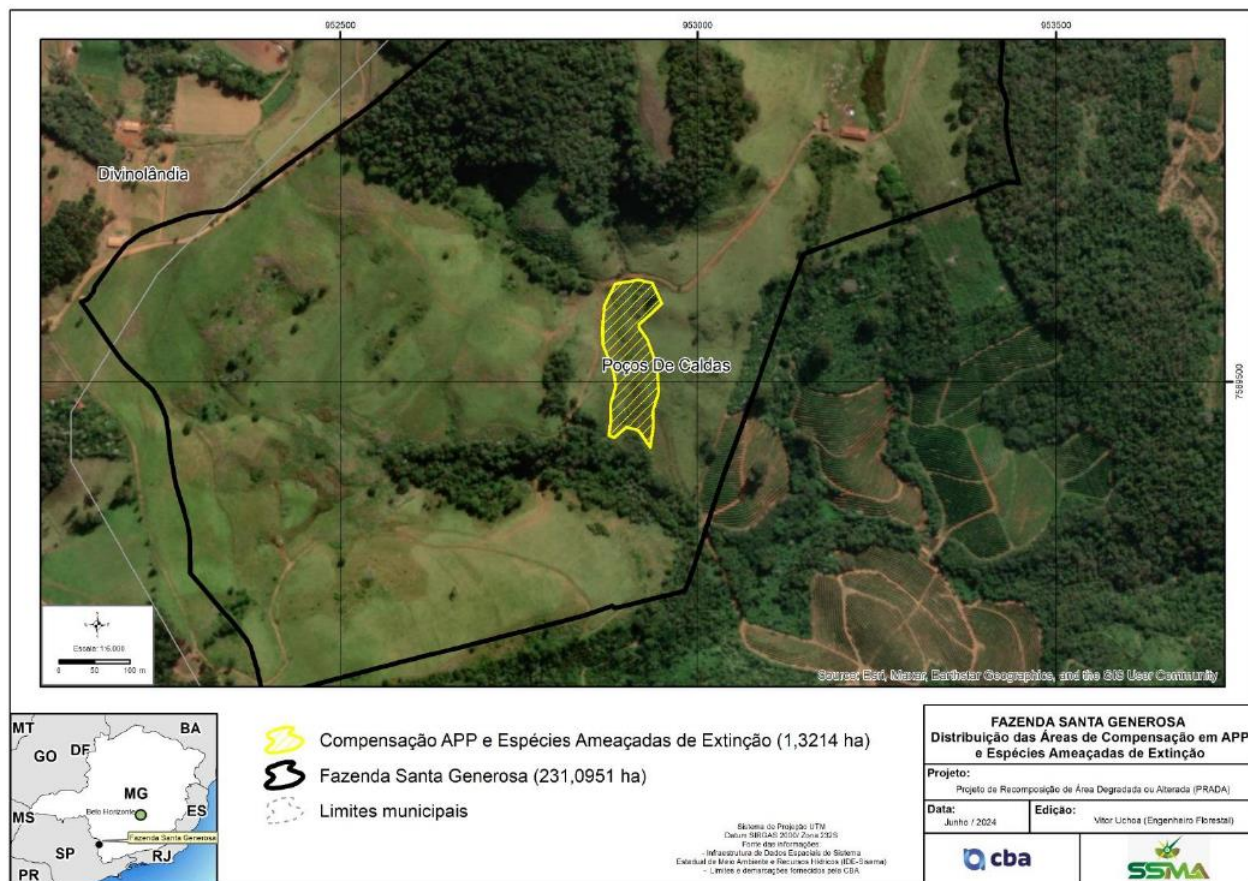 952500
953000
953500
Divinolândia
Poços De Caldas
7589500
Escala: 1:6.000
0 50 100 m
Source: Esri, Maxar, Earthstar Geographics, and the GIS User Community
MT
GO
DF
BA
MG
Belo Horizonte
ES
MS
Fazenda Santa Generosa
SP
RJ
PR
Compensação APP e Espécies Ameaçadas de Extinção (1,3214 ha)
Fazenda Santa Generosa (231,0951 ha)
Limites municipais
Sistema de Projeção UTM
Datum SIRGAS 2000/ Zona 23S
Fonte das informações:
- Infraestrutura de Dados Espaciais do Sistema
Estadual de Meio Ambiente e Recursos Hídricos (IDE-Sisema)
- Limites e demarcações fornecidos pela CBA.
FAZENDA SANTA GENEROSA
Distribuição das Áreas de Compensação em APP
e Espécies Ameaçadas de Extinção
Projeto:
Projeto de Recomposição de Área Degradada ou Alterada (PRADA)
Data:
Junho / 2024
Edição:
Vitor Uchoa (Engenheiro Florestal)
cba
SSMA